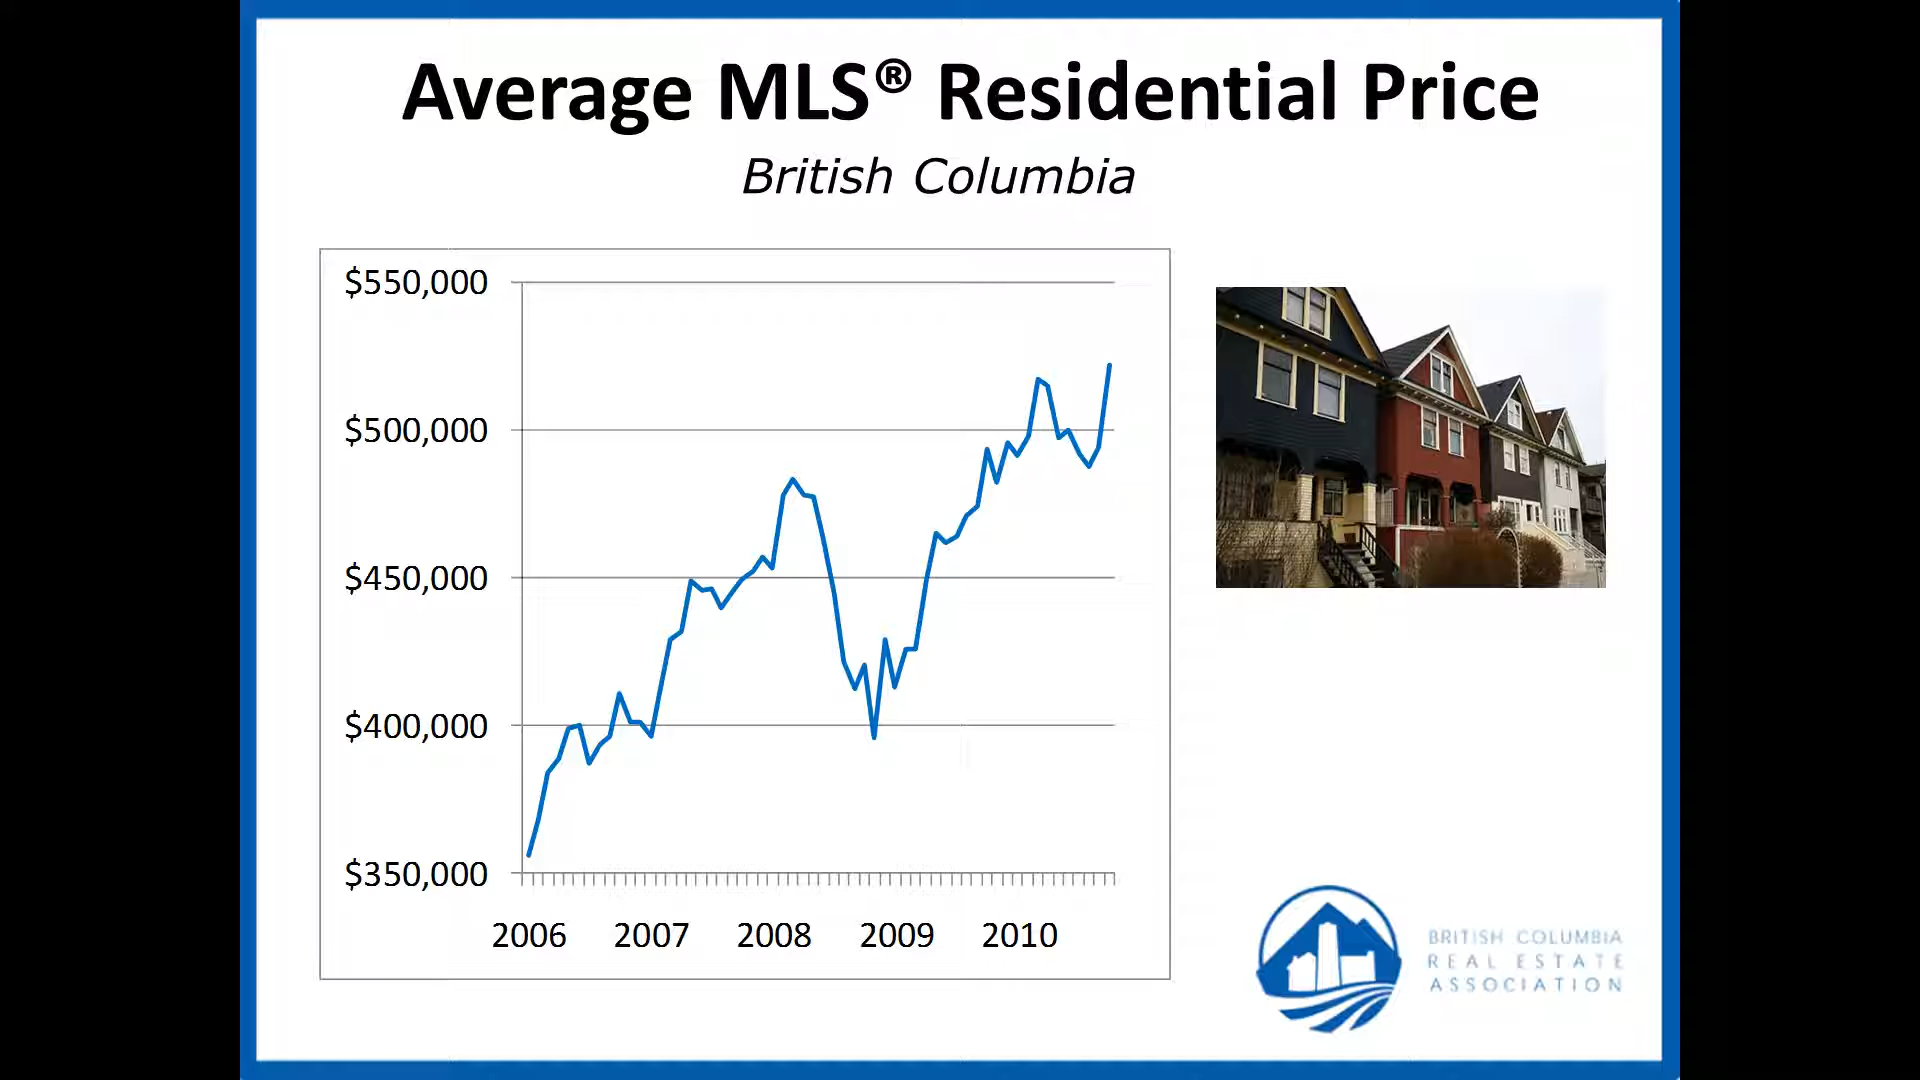 Average MLS® Residential Price
British Columbia
$550,000
$500,000
$450,000
$400,000
$350,000
2006 2007 2008 2009 2010
BRITISH COLUMBIA
REAL ESTATE
ASSOCIATION